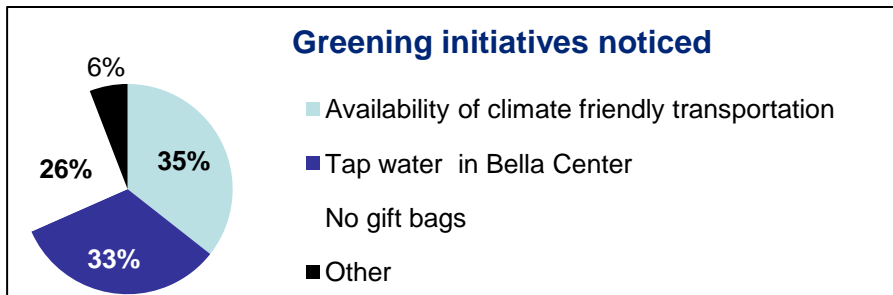 Greening initiatives noticed
6%
35%
26%
33%
Availability of climate friendly transportation
Tap water in Bella Center
No gift bags
Other